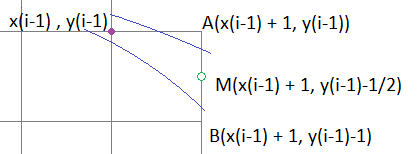 x(i-1) , y(i-1) A(x(i-1) + 1, y(i-1))
M(x(i-1) + 1, y(i-1)-1/2)
B(x(i-1) + 1, y(i-1)-1)